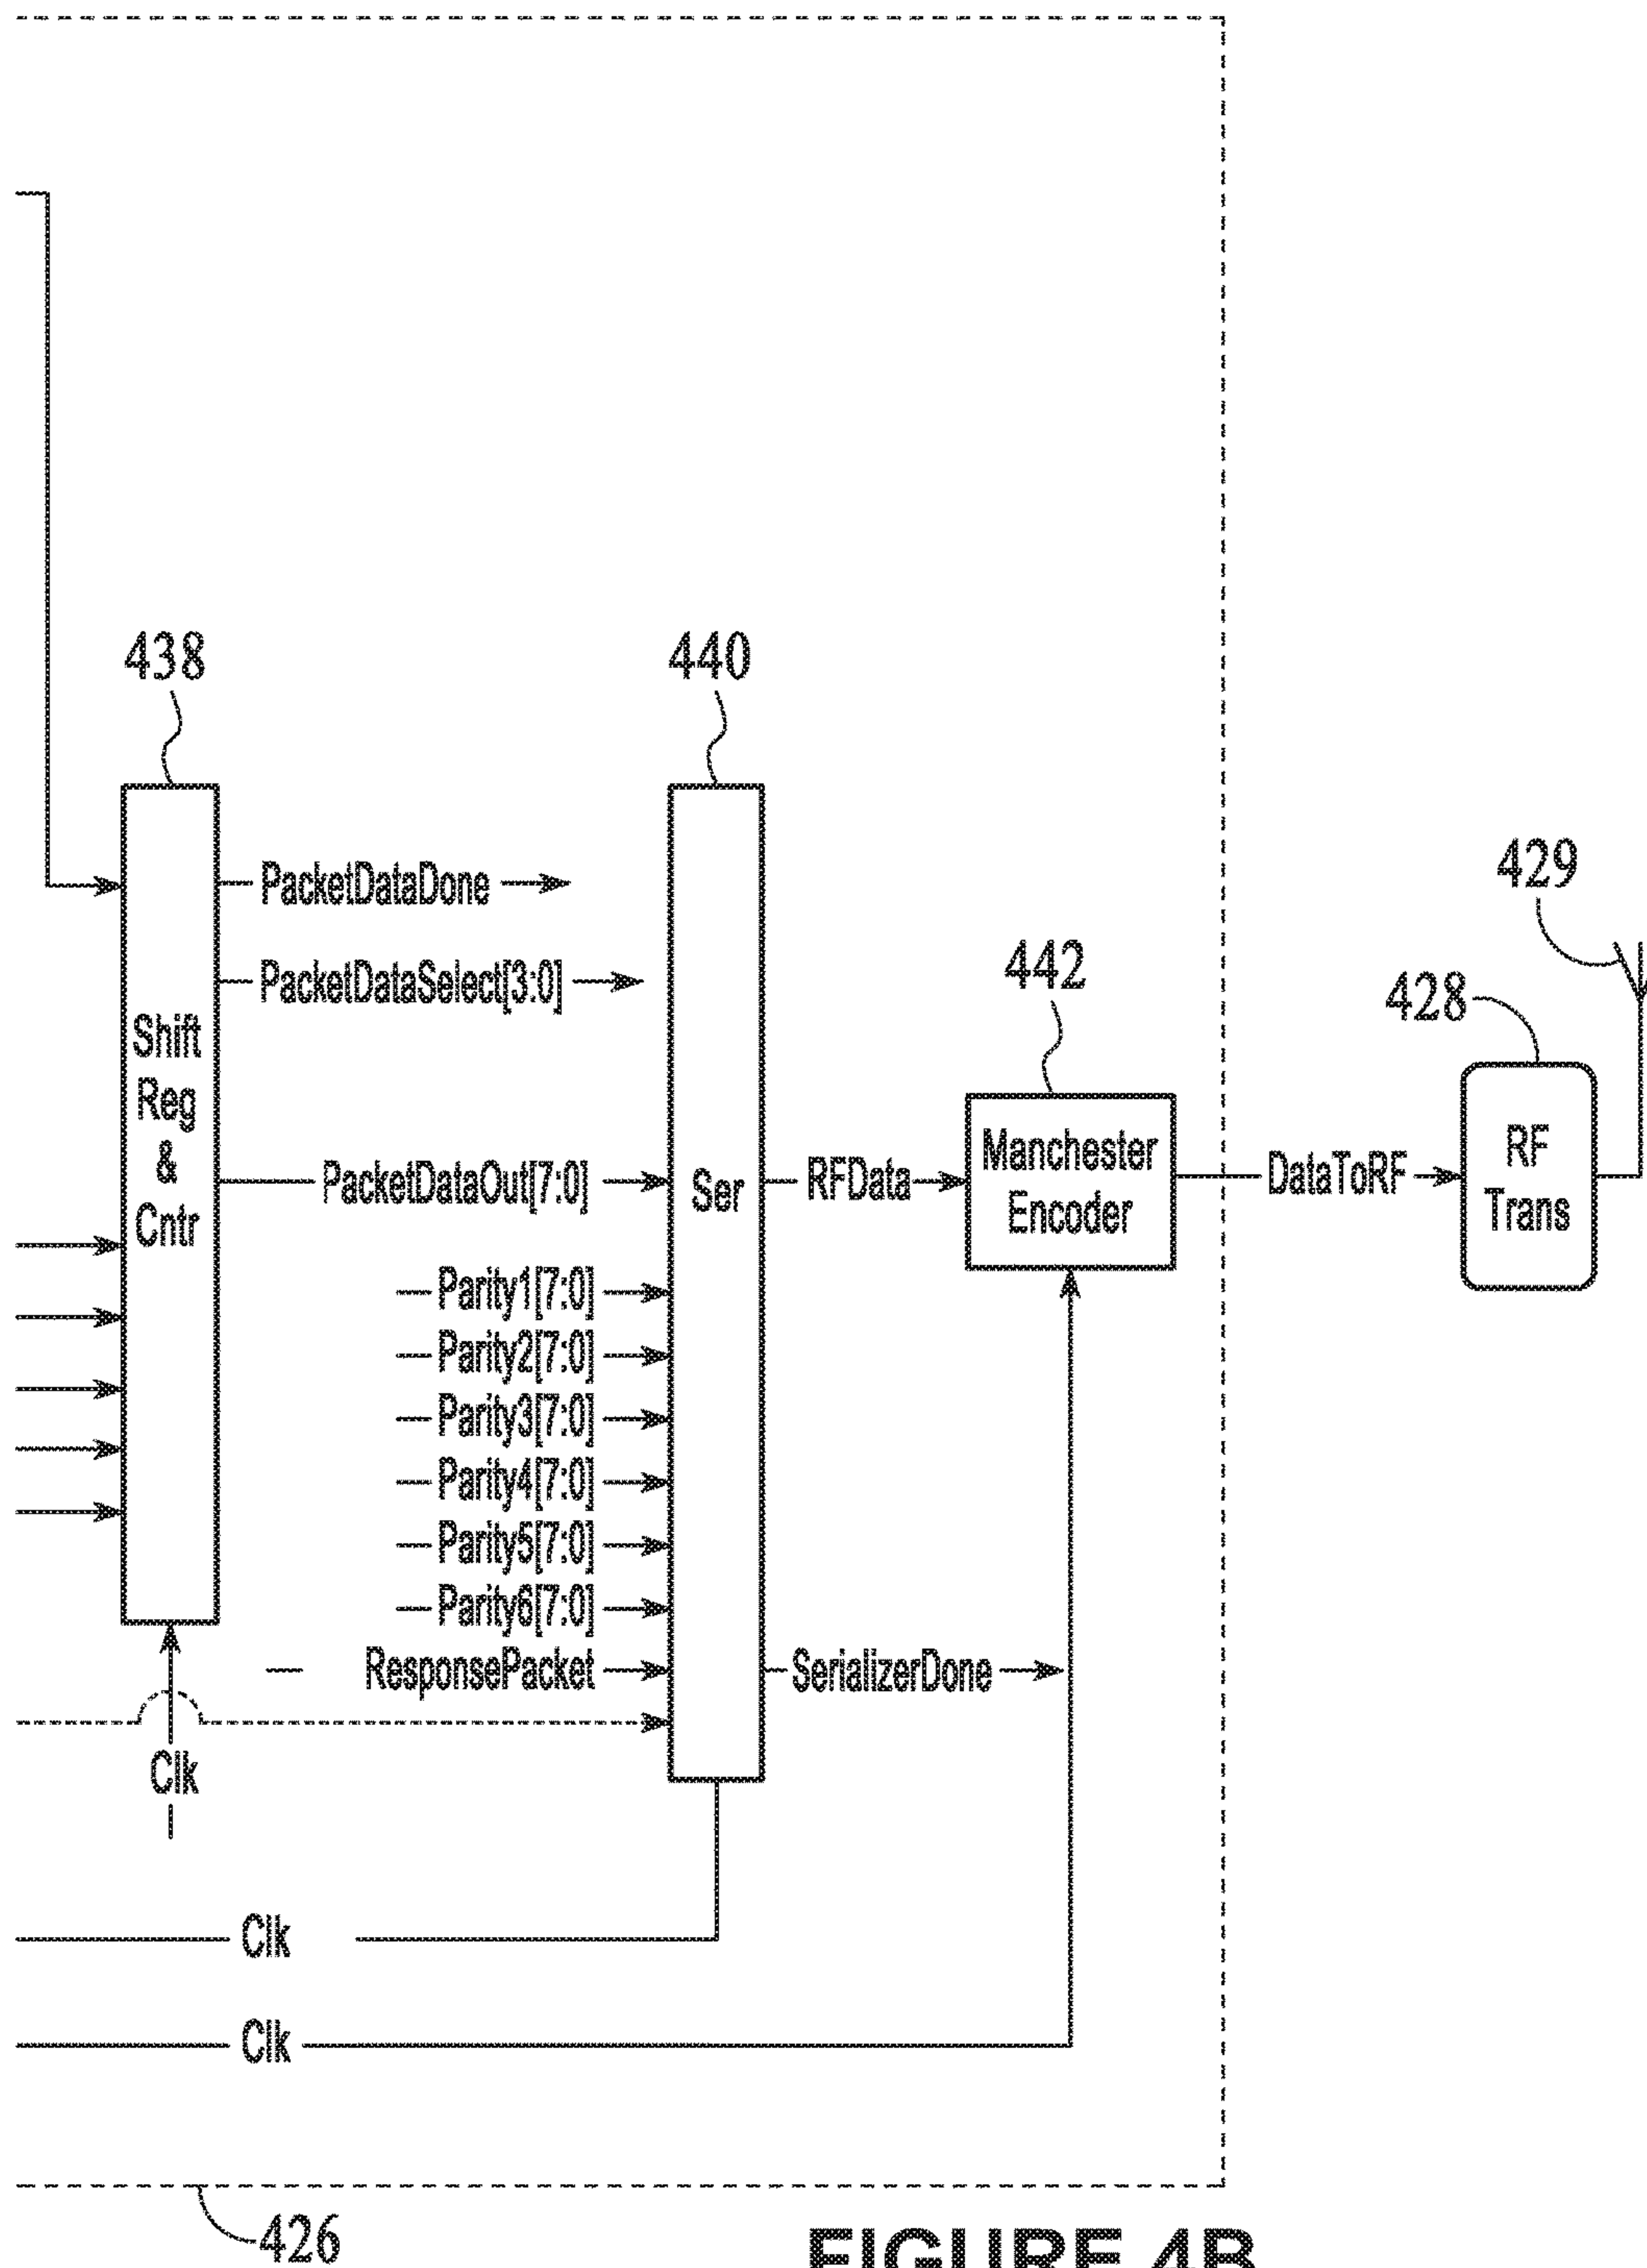 438
440
PacketDataDone
429
PacketDataSelect[3:0]
442
428
Shift
Reg
&
Cntr
PacketDataOut[7:0]
Ser
RFData
Manchester
Encoder
DataToRF
RF
Trans
Parity1[7:0]
Parity2[7:0]
Parity3[7:0]
Parity4[7:0]
Parity5[7:0]
Parity6[7:0]
ResponsePacket
SerializerDone
Clk
Clk
Clk
426
FIGURE 4B